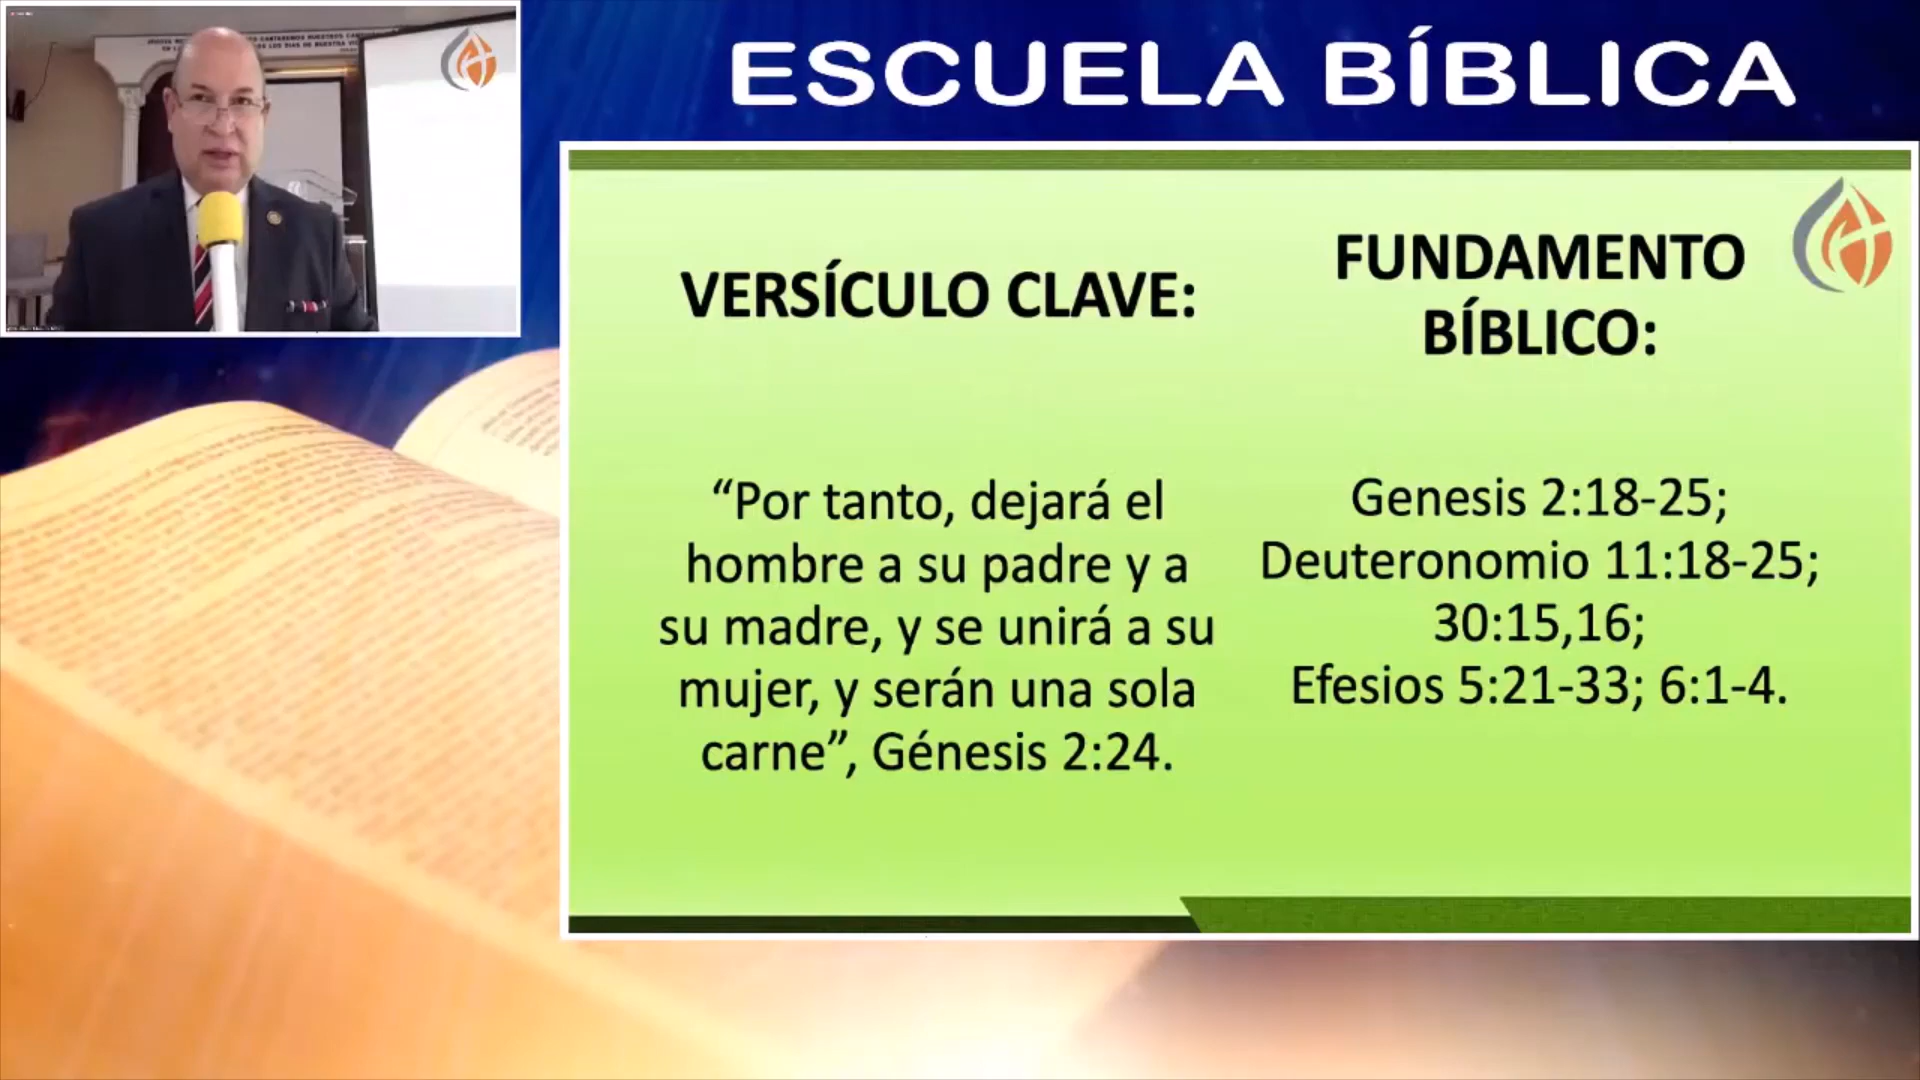 ESCUELA BÍBLICA
VERSÍCULO CLAVE:
“Por tanto, dejará el
hombre a su padre y a
su madre, y se unirá a su
mujer, y serán una sola
carne”, Génesis 2:24.
FUNDAMENTO
BÍBLICO:
Genesis 2:18-25;
Deuteronomio 11:18-25;
30:15,16;
Efesios 5:21-33; 6:1-4.